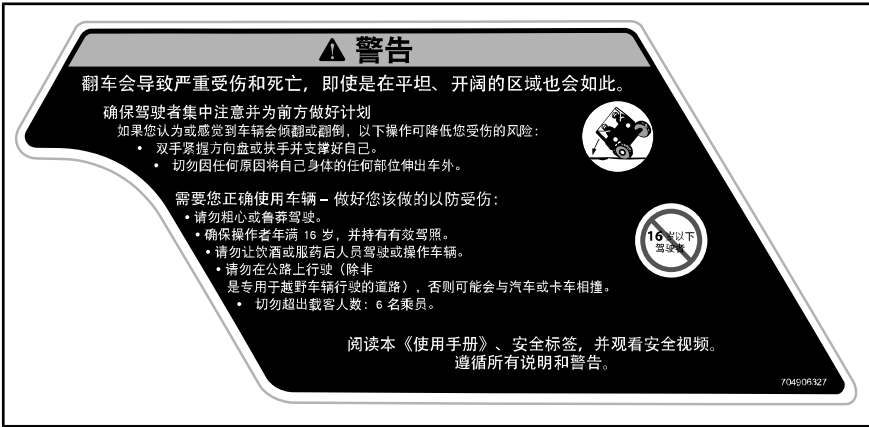 警告
翻车会导致严重受伤和死亡，即使是在平坦、开阔的区域也会如此。
确保驾驶者集中注意并为前方做好计划
如果您认为或感觉到车辆会倾翻或翻倒，以下操作可降低您受伤的风险：
• 双手紧握方向盘或扶手并支撑好自己。
• 切勿因任何原因将自己身体的任何部位伸出车外。
需要您正确使用车辆 – 做好您该做的以防受伤：
• 请勿粗心或鲁莽驾驶。
• 确保操作者年满 16 岁，并持有有效驾照。
16 岁以下
驾驶者
• 请勿让饮酒或服药后人员驾驶或操作车辆。
• 请勿在公路上行驶（除非
是专用于越野车辆行驶的道路），否则可能会与汽车或卡车相撞。
• 切勿超出载客人数：6 名乘员。
阅读本《使用手册》、安全标签，并观看安全视频。
遵循所有说明和警告。
704906327